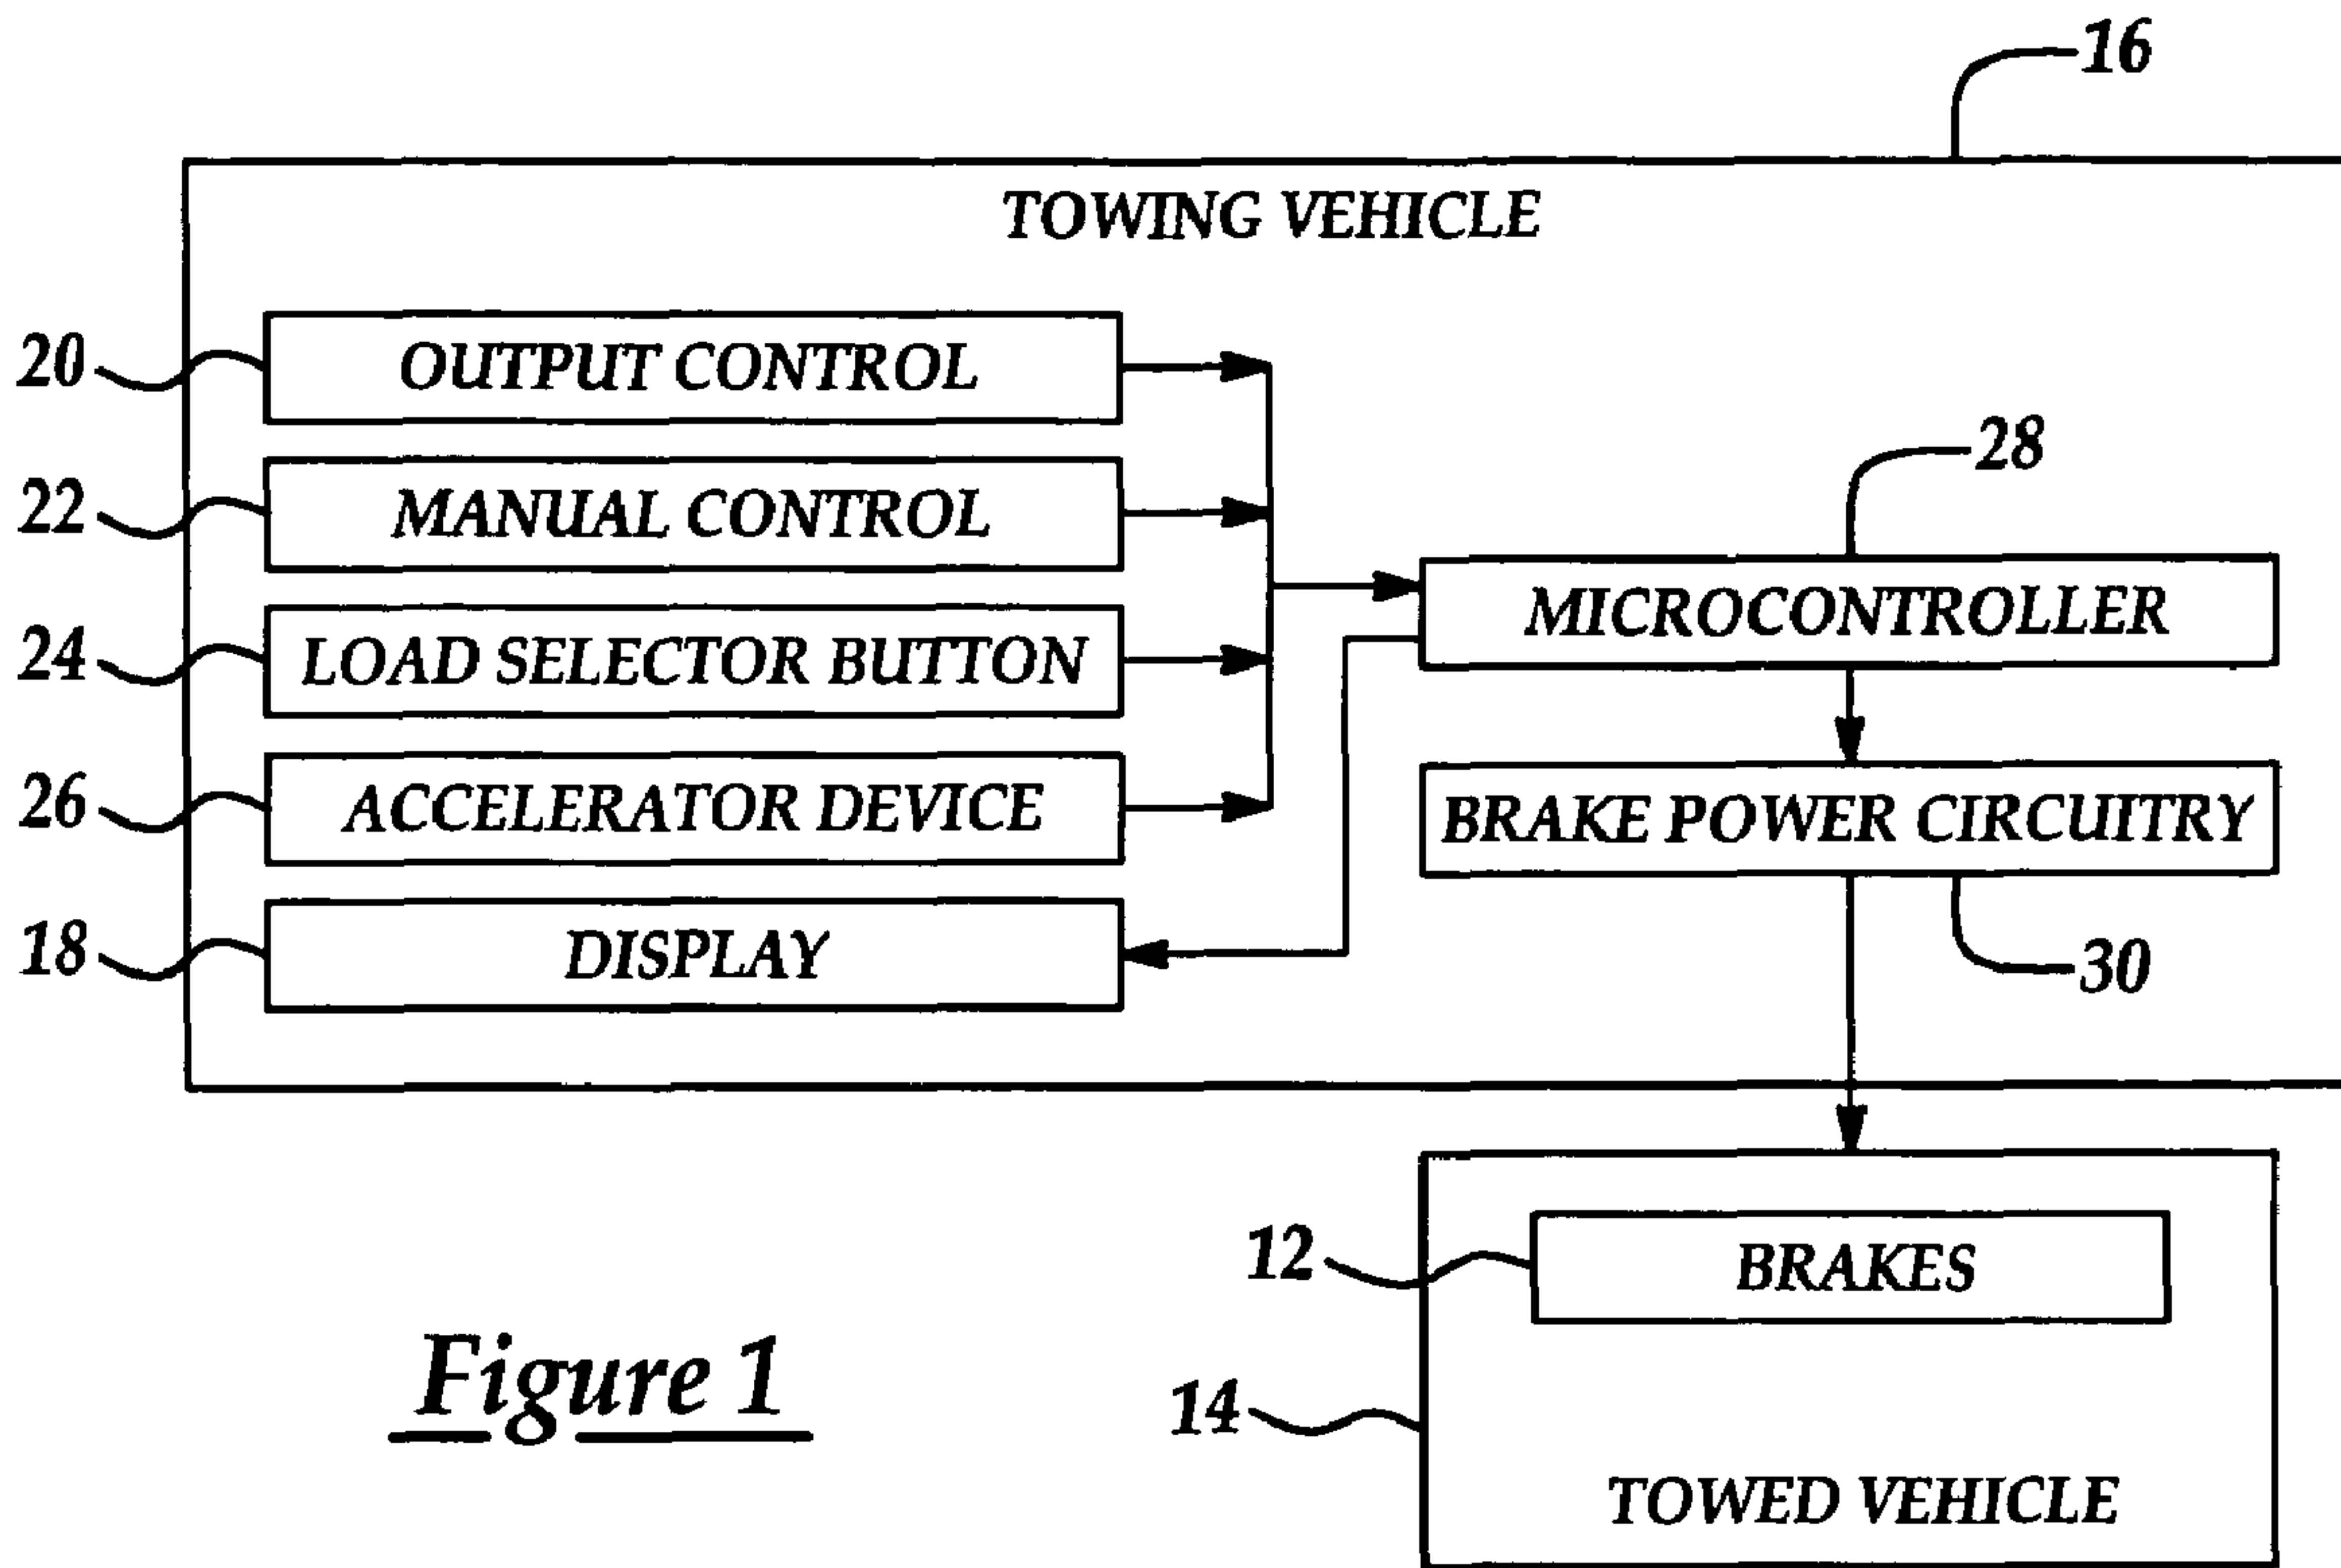 16
TOWING VEHICLE
20
OUTPUT CONTROL
22
MANUAL CONTROL
28
24
LOAD SELECTOR BUTTON
MICROCONTROLLER
26
ACCELERATOR DEVICE
BRAKE POWER CIRCUITRY
18
DISPLAY
30
12
BRAKES
Figure 1
14
TOWED VEHICLE